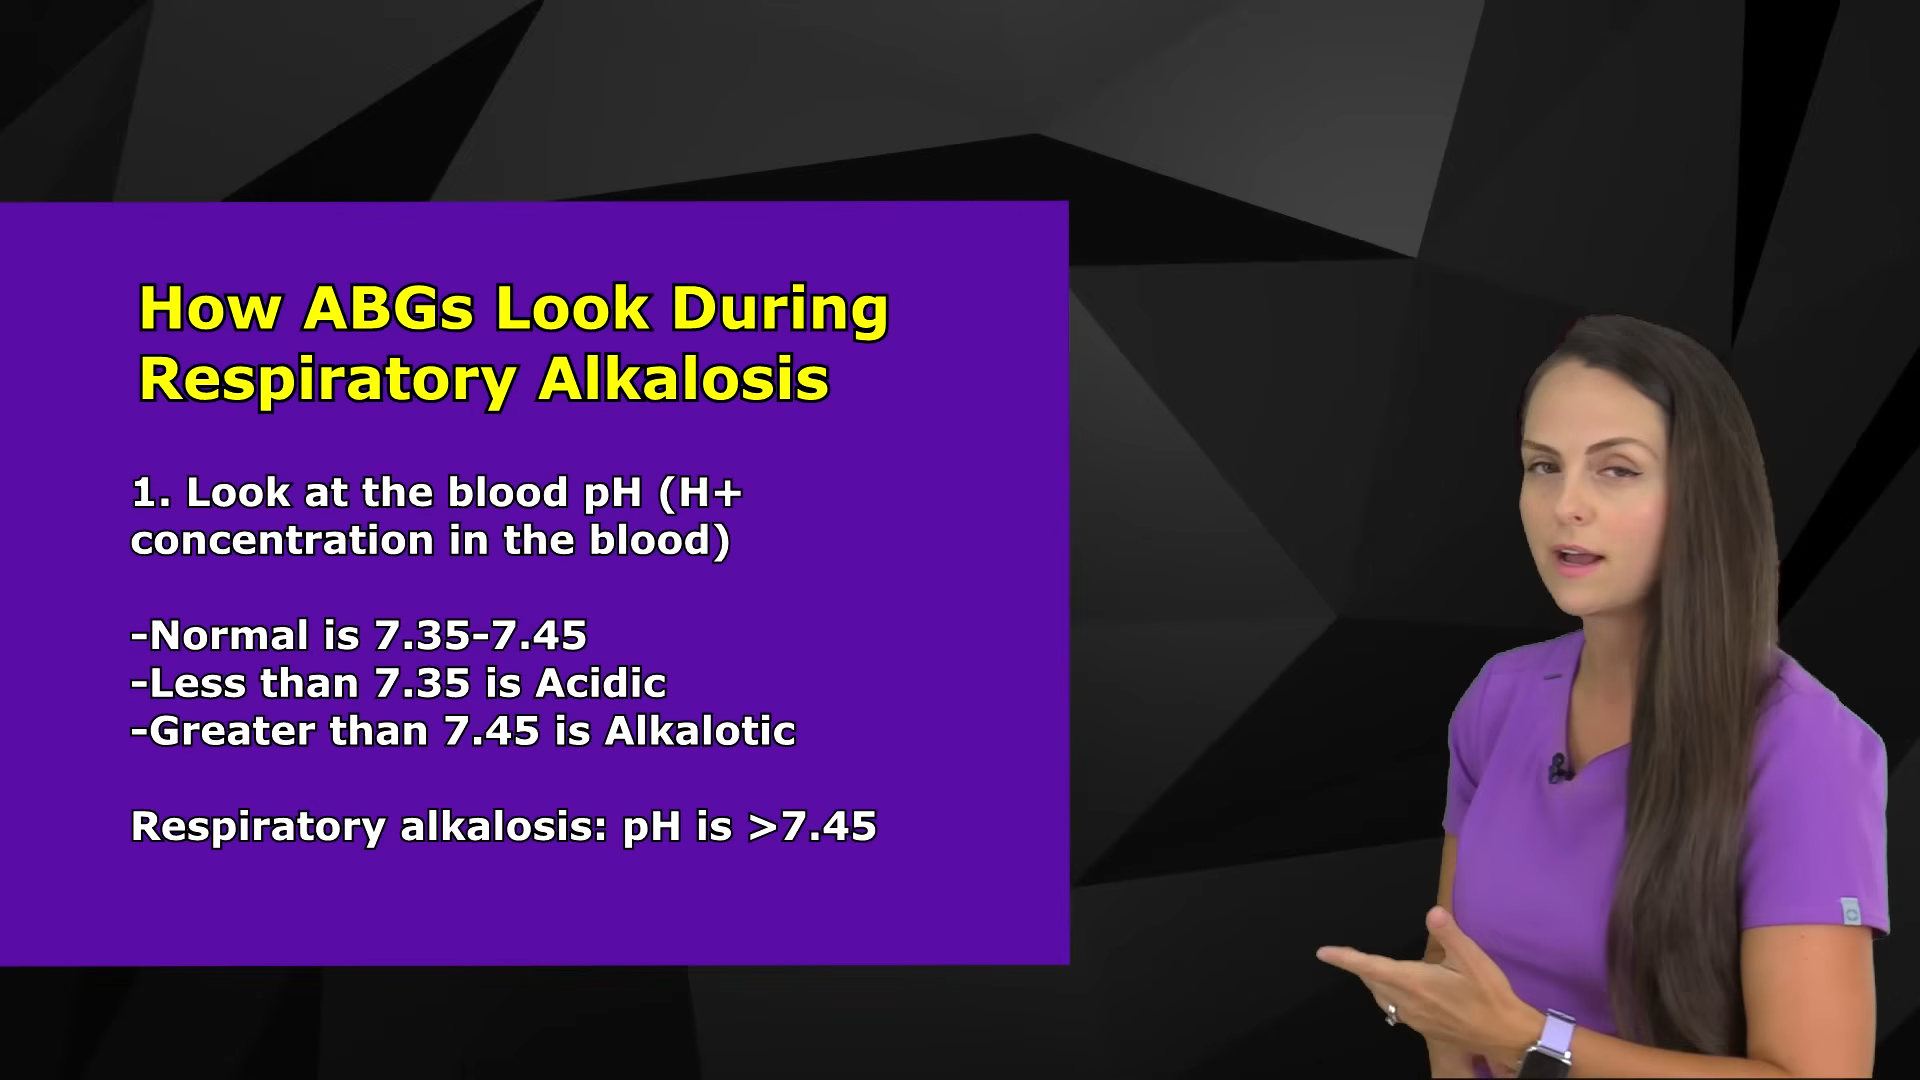 How ABGs Look During
Respiratory Alkalosis
1. Look at the blood pH (H+
concentration in the blood)
-Normal is 7.35-7.45
-Less than 7.35 is Acidic
-Greater than 7.45 is Alkalotic
Respiratory alkalosis: pH is >7.45